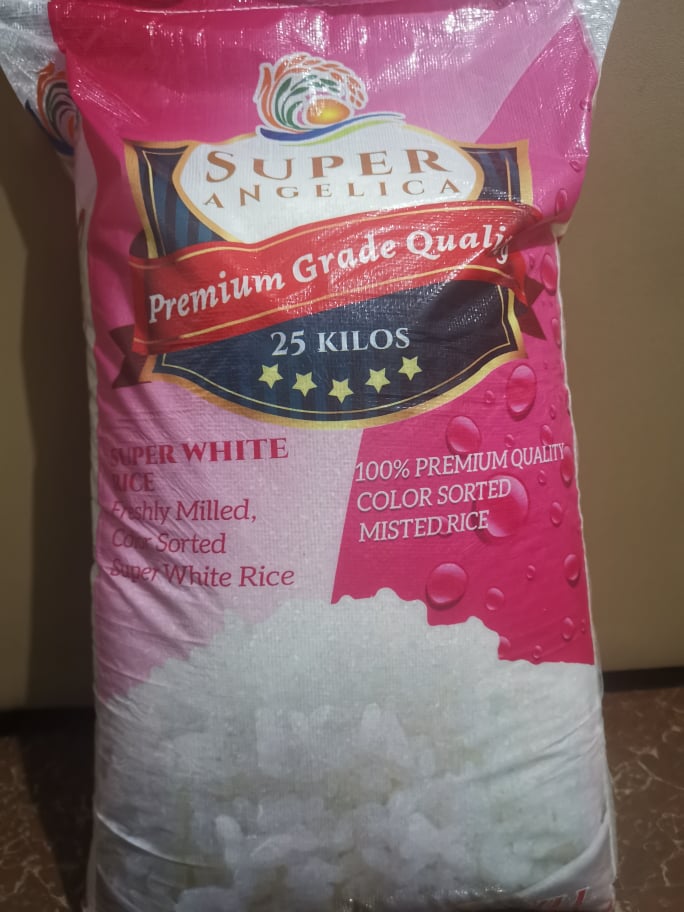 SUPER
ANGELICA
Premium Grade Quality
25 KILOS
SUPER WHITE
RICE
Freshly Milled,
Color Sorted
Super White Rice
100% PREMIUM QUALITY
COLOR SORTED
MISTED RICE